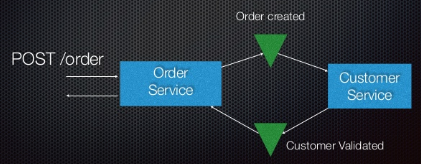 Order created
POST /order
Order
Service
Customer
Service
Customer Validated